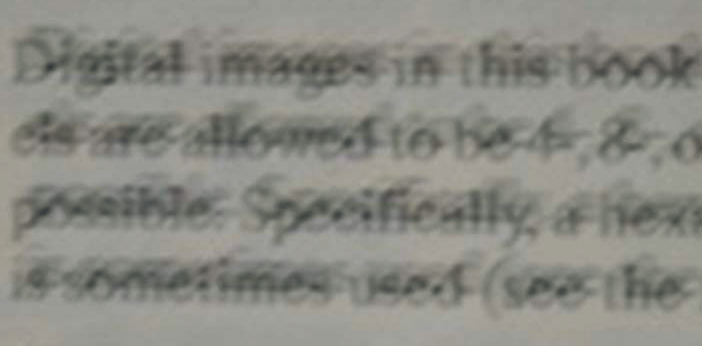 Digital images in this book
els are allowed to be 4-, 8-, o
possible. Specifically, a hexa
is sometimes used (see the